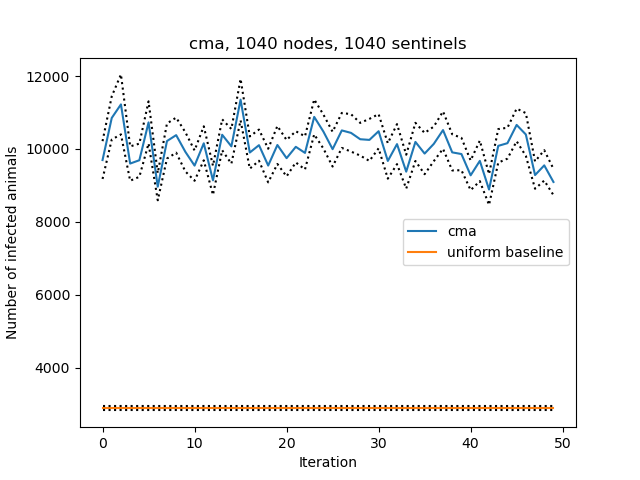 cma, 1040 nodes, 1040 sentinels
12000
10000
8000
6000
4000
Number of infected animals
cma
uniform baseline
0 10 20 30 40 50
Iteration